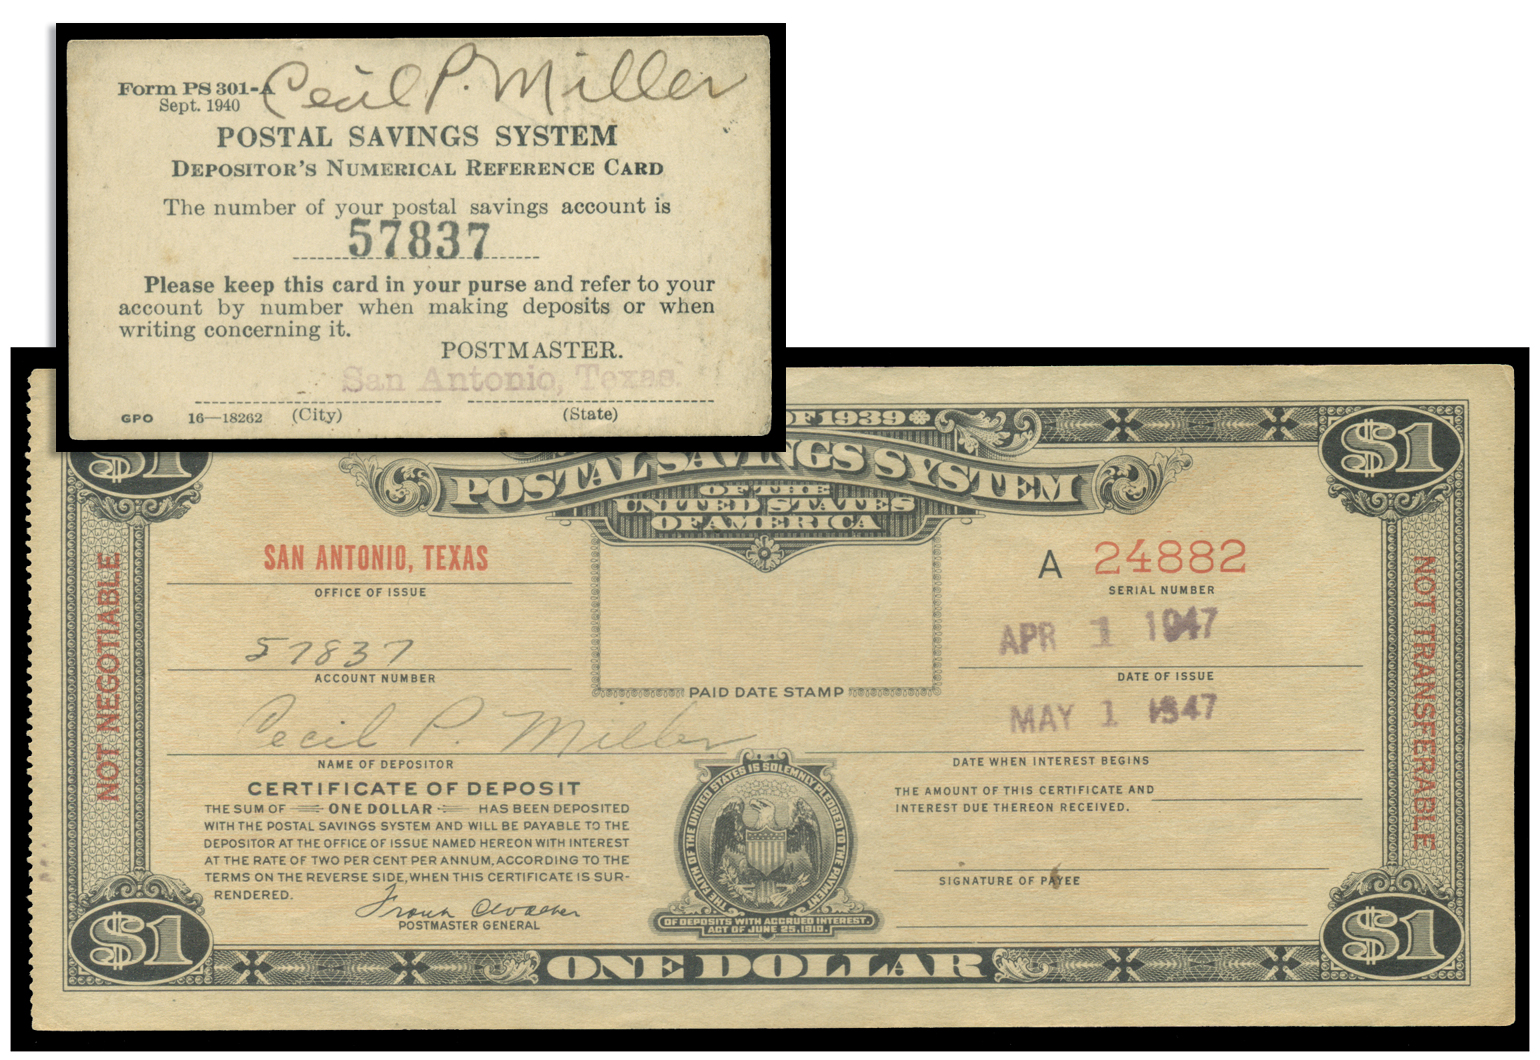 Cecil P. Miller
Form PS 301-A
Sept. 1940
POSTAL SAVINGS SYSTEM
DEPOSITOR'S NUMERICAL REFERENCE CARD
The number of your postal savings account is
57837
Please keep this card in your purse and refer to your
account by number when making deposits or when
writing concerning it.
POSTMASTER.
San Antonio, Texas.
GPO 16—18262 (City) (State)
OF 1939
$1 $1
POSTAL SAVINGS SYSTEM
OF THE
UNITED STATES
OF AMERICA
NOT NEGOTIABLE
NOT TRANSFERABLE
SAN ANTONIO, TEXAS
OFFICE OF ISSUE
A 24882
SERIAL NUMBER
57837
ACCOUNT NUMBER
APR 1 1947
DATE OF ISSUE
PAID DATE STAMP
Cecil P. Miller
NAME OF DEPOSITOR
MAY 1 1947
DATE WHEN INTEREST BEGINS
CERTIFICATE OF DEPOSIT
THE SUM OF ONE DOLLAR HAS BEEN DEPOSITED
WITH THE POSTAL SAVINGS SYSTEM AND WILL BE PAYABLE TO THE
DEPOSITOR AT THE OFFICE OF ISSUE NAMED HEREON WITH INTEREST
AT THE RATE OF TWO PER CENT PER ANNUM, ACCORDING TO THE
TERMS ON THE REVERSE SIDE, WHEN THIS CERTIFICATE IS SUR-
RENDERED.
Frank C Walker
POSTMASTER GENERAL
THE FAITH OF THE UNITED STATES IS SOLEMNLY PLEDGED TO THE PAYMENT
OF DEPOSITS WITH ACCRUED INTEREST.
ACT OF JUNE 25, 1910.
THE AMOUNT OF THIS CERTIFICATE AND
INTEREST DUE THEREON RECEIVED.
SIGNATURE OF PAYEE
$1 ONE DOLLAR $1